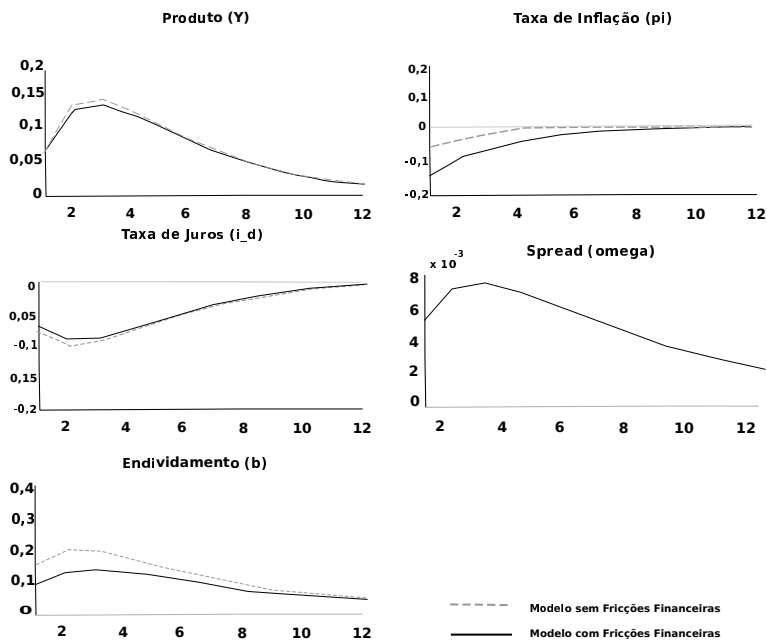 Produto (Y)
0,2
0,15
0,1
0,05
0
2 4 6 8 10 12
Taxa de Inflação (pi)
0,2
0,1
0
-0,1
-0,2
2 4 6 8 10 12
Taxa de Juros (i_d)
0
0,05
-0,1
0,15
-0,2
2 4 6 8 10 12
Spread (omega)
x 10-3
8
6
4
2
0
2 4 6 8 10 12
Endividamento (b)
0,4
0,3
0,2
0,1
0
2 4 6 8 10 12
Modelo sem Fricções Financeiras
Modelo com Fricções Financeiras